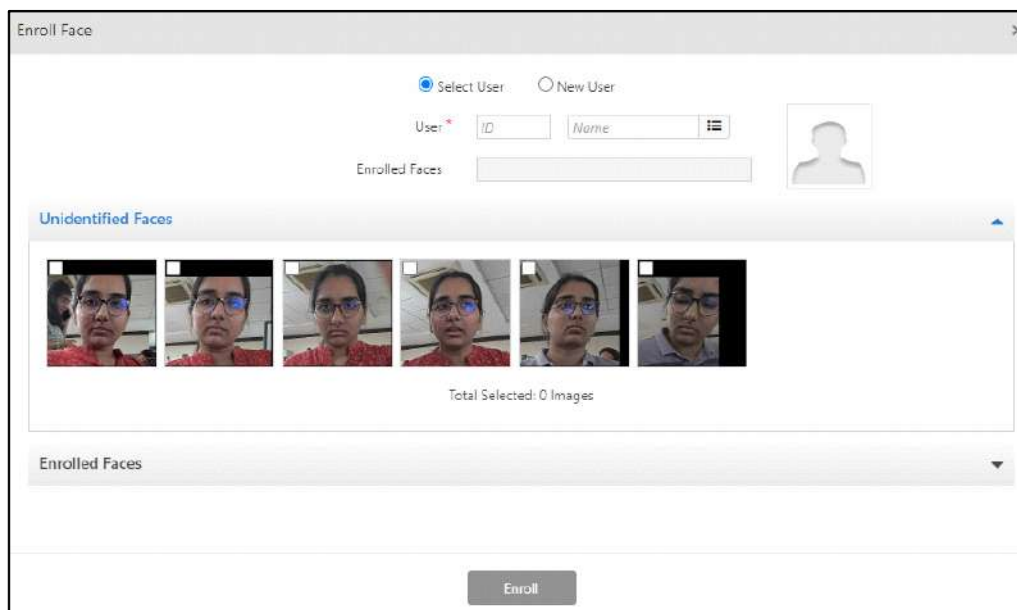 Enroll Face
Select User New User
User * ID Name
Enrolled Faces
Unidentified Faces
Total Selected: 0 Images
Enrolled Faces
Enroll